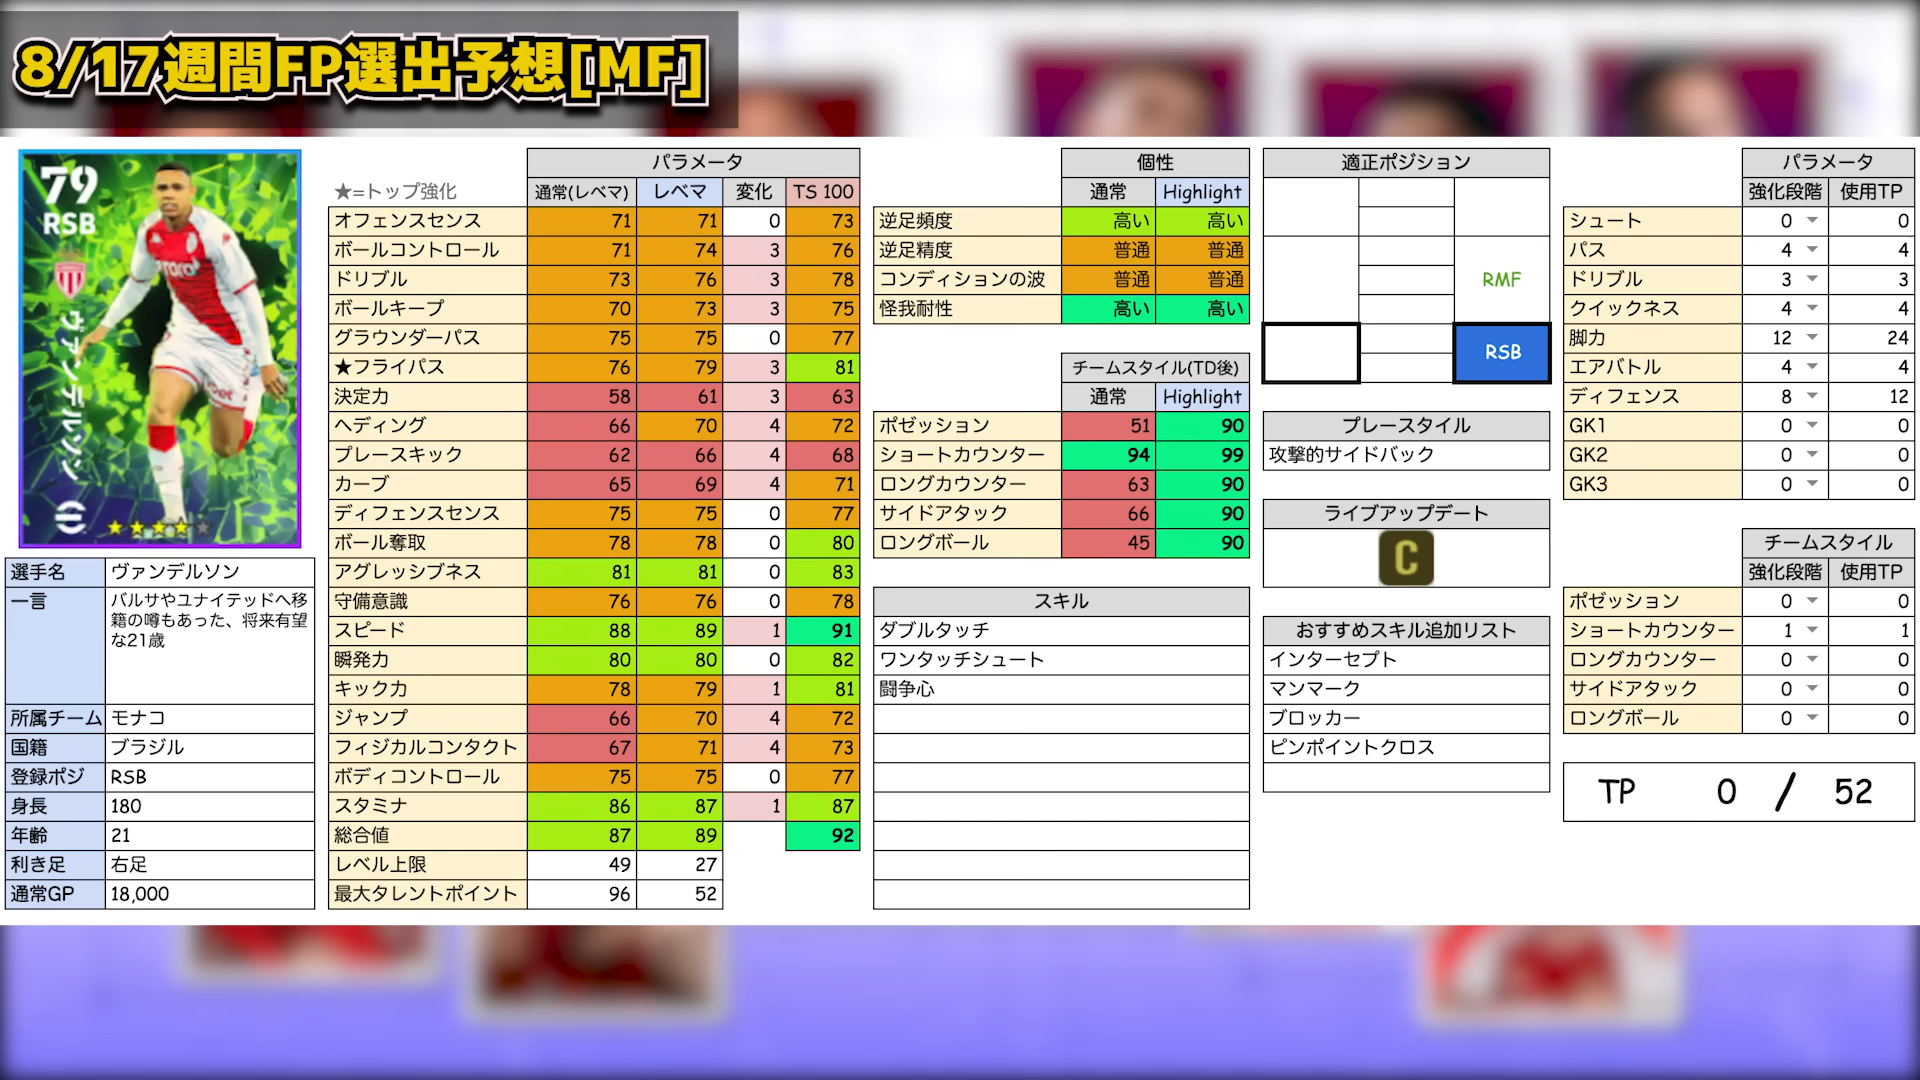 8/17週間FP選出予想[MF]
79
RSB
ヴァンデルソン
選手名 ヴァンデルソン
一言 バルサやユナイテッドへ移
籍の噂もあった、将来有望
な21歳
所属チーム モナコ
国籍 ブラジル
登録ポジ RSB
身長 180
年齢 21
利き足 右足
通常GP 18,000
パラメータ
★=トップ強化 通常(レベマ) レベマ 変化 TS 100
オフェンスセンス 71 71 0 73
ボールコントロール 71 74 3 76
ドリブル 73 76 3 78
ボールキープ 70 73 3 75
グラウンダーパス 75 75 0 77
★フライパス 76 79 3 81
決定力 58 61 3 63
ヘディング 66 70 4 72
プレースキック 62 66 4 68
カーブ 65 69 4 71
ディフェンスセンス 75 75 0 77
ボール奪取 78 78 0 80
アグレッシブネス 81 81 0 83
守備意識 76 76 0 78
スピード 88 89 1 91
瞬発力 80 80 0 82
キック力 78 79 1 81
ジャンプ 66 70 4 72
フィジカルコンタクト 67 71 4 73
ボディコントロール 75 75 0 77
スタミナ 86 87 1 87
総合値 87 89 92
レベル上限 49 27
最大タレントポイント 96 52
個性
通常 Highlight
逆足頻度 高い 高い
逆足精度 普通 普通
コンディションの波 普通 普通
怪我耐性 高い 高い
チームスタイル(TD後)
通常 Highlight
ポゼッション 51 90
ショートカウンター 94 99
ロングカウンター 63 90
サイドアタック 66 90
ロングボール 45 90
スキル
ダブルタッチ
ワンタッチシュート
闘争心
適正ポジション
RMF
RSB
プレースタイル
攻撃的サイドバック
ライブアップデート
C
おすすめスキル追加リスト
インターセプト
マンマーク
ブロッカー
ピンポイントクロス
パラメータ
強化段階 使用TP
シュート 0 0
パス 4 4
ドリブル 3 3
クイックネス 4 4
脚力 12 24
エアバトル 4 4
ディフェンス 8 12
GK1 0 0
GK2 0 0
GK3 0 0
チームスタイル
強化段階 使用TP
ポゼッション 0 0
ショートカウンター 1 1
ロングカウンター 0 0
サイドアタック 0 0
ロングボール 0 0
TP 0 / 52